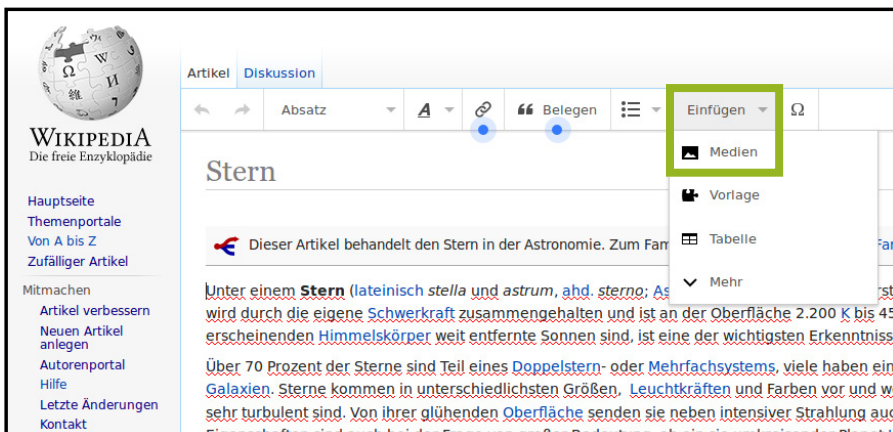 WIKIPEDIA
Die freie Enzyklopädie
Hauptseite
Themenportale
Von A bis Z
Zufälliger Artikel
Mitmachen
Artikel verbessern
Neuen Artikel
anlegen
Autorenportal
Hilfe
Letzte Änderungen
Kontakt
Artikel Diskussion
Absatz A Belegen Einfügen Ω
Medien
Vorlage
Tabelle
Mehr
Stern
Dieser Artikel behandelt den Stern in der Astronomie. Zum Fam
Unter einem Stern (lateinisch stella und astrum, ahd. sterno; As
wird durch die eigene Schwerkraft zusammengehalten und ist an der Oberfläche 2.200 K bis 45
erscheinenden Himmelskörper weit entfernte Sonnen sind, ist eine der wichtigsten Erkenntniss
Über 70 Prozent der Sterne sind Teil eines Doppelstern- oder Mehrfachsystems, viele haben ein
Galaxien. Sterne kommen in unterschiedlichsten Größen, Leuchtkräften und Farben vor und we
sehr turbulent sind. Von ihrer glühenden Oberfläche senden sie neben intensiver Strahlung auc